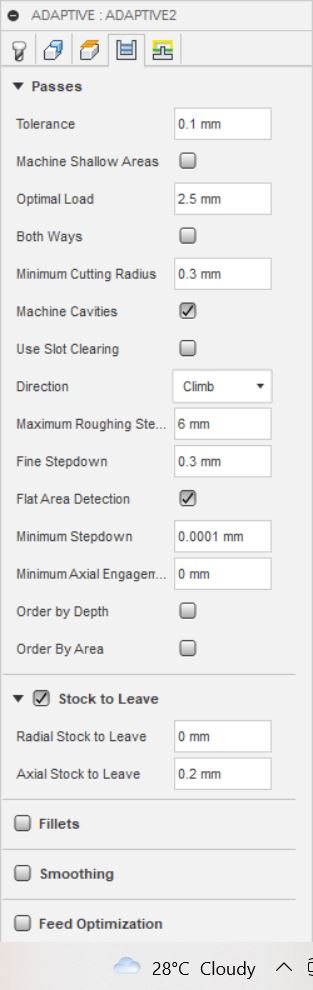 ADAPTIVE : ADAPTIVE2
Passes
Tolerance 0.1 mm
Machine Shallow Areas
Optimal Load 2.5 mm
Both Ways
Minimum Cutting Radius 0.3 mm
Machine Cavities
Use Slot Clearing
Direction Climb
Maximum Roughing Ste... 6 mm
Fine Stepdown 0.3 mm
Flat Area Detection
Minimum Stepdown 0.0001 mm
Minimum Axial Engagem... 0 mm
Order by Depth
Order By Area
Stock to Leave
Radial Stock to Leave 0 mm
Axial Stock to Leave 0.2 mm
Fillets
Smoothing
Feed Optimization
28°C Cloudy